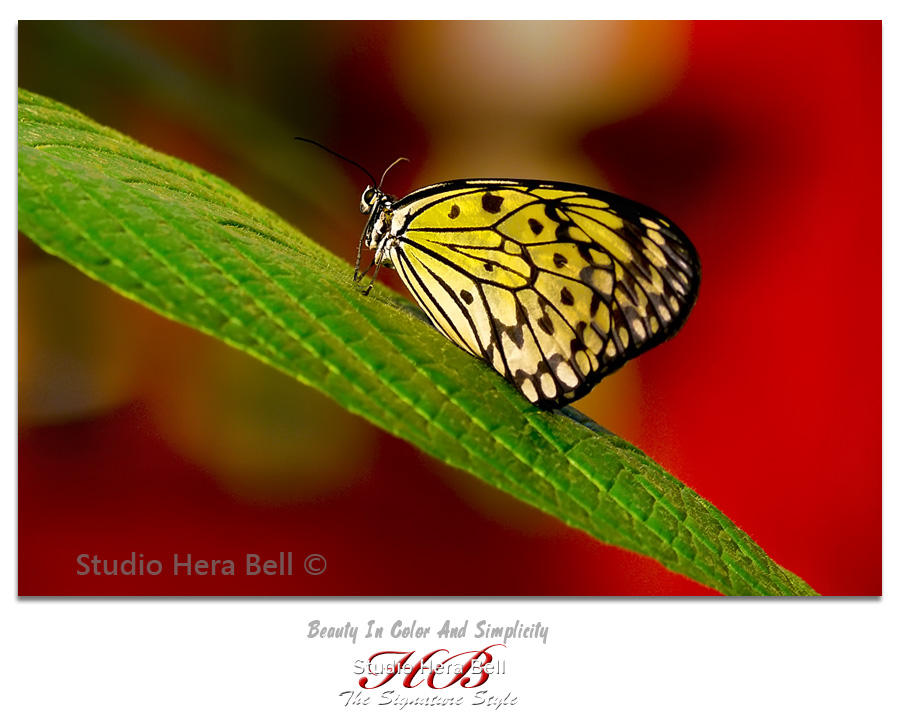 Studio Hera Bell ©
Beauty In Color And Simplicity
HB
Studio Hera Bell
The Signature Style